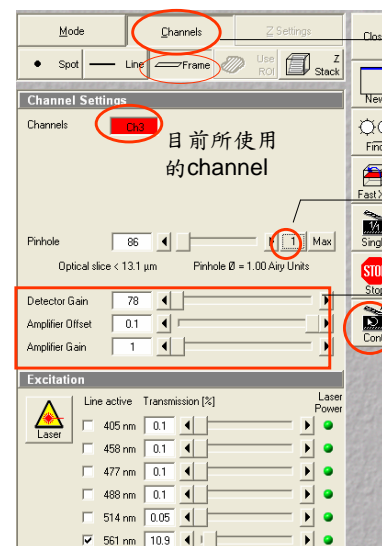 Mode Channels Z Settings Clos
Spot Line Frame Use ROI Z Stack
New
Channel Settings
Channels Ch3
目前所使用
的channel
Fast X
Pinhole 86 1 Max
Singl
Optical slice < 13.1 µm Pinhole Ø = 1.00 Airy Units
STO
Stop
Detector Gain 78
Amplifier Offset 0.1
Amplifier Gain 1
Cont
Excitation
Line active Transmission [%] Laser Power
Laser
405 nm 0.1
458 nm 0.1
477 nm 0.1
488 nm 0.1
514 nm 0.05
561 nm 10.9